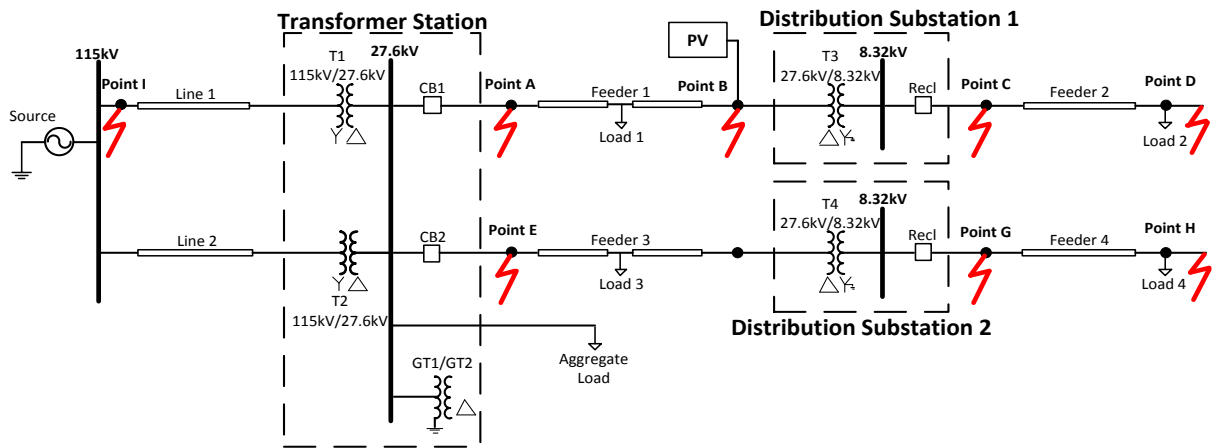 Transformer Station
Distribution Substation 1
115kV
Point I
Line 1
T1
115kV/27.6kV
27.6kV
CB1
Point A
Feeder 1
Load 1
PV
Point B
T3
27.6kV/8.32kV
8.32kV
Recl
Point C
Feeder 2
Point D
Load 2
Source
Line 2
T2
115kV/27.6kV
CB2
Point E
Feeder 3
Load 3
T4
27.6kV/8.32kV
8.32kV
Recl
Point G
Feeder 4
Point H
Load 4
Distribution Substation 2
Aggregate
Load
GT1/GT2